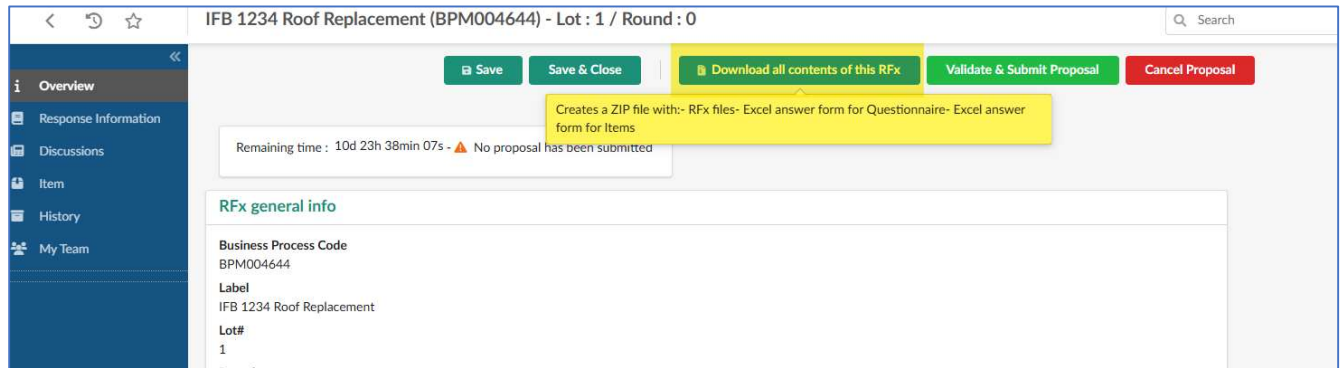 IFB 1234 Roof Replacement (BPM004644) - Lot : 1 / Round : 0
Search
Save
Save & Close
Download all contents of this RFx
Validate & Submit Proposal
Cancel Proposal
Overview
Response Information
Discussions
Item
History
My Team
Creates a ZIP file with:- RFx files- Excel answer form for Questionnaire- Excel answer
form for Items
Remaining time : 10d 23h 38min 07s - No proposal has been submitted
RFx general info
Business Process Code
BPM004644
Label
IFB 1234 Roof Replacement
Lot#
1